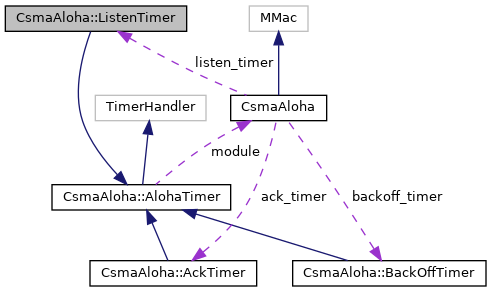 CsmaAloha::ListenTimer
MMac
listen_timer
TimerHandler
CsmaAloha
module
CsmaAloha::AlohaTimer
ack_timer
backoff_timer
CsmaAloha::AckTimer
CsmaAloha::BackOffTimer